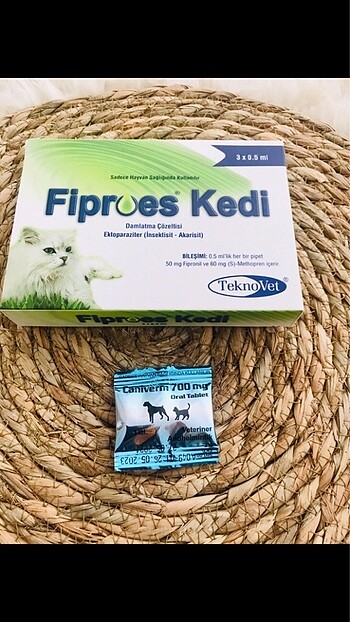 3 x 0.5 ml
Sadece Hayvan Sağlığında Kullanılır
Fiproes® Kedi
Damlatma Çözeltisi
Ektoparaziter (İnsektisit - Akarisit)
BİLEŞİMİ: 0.5 ml'lik her bir pipet
50 mg Fipronil ve 60 mg (S)-Methopren içerir.
TeknoVet®
Fiproes Kedi
Caniverm 700 mg
Oral Tablet
Veteriner
Antihelmintik